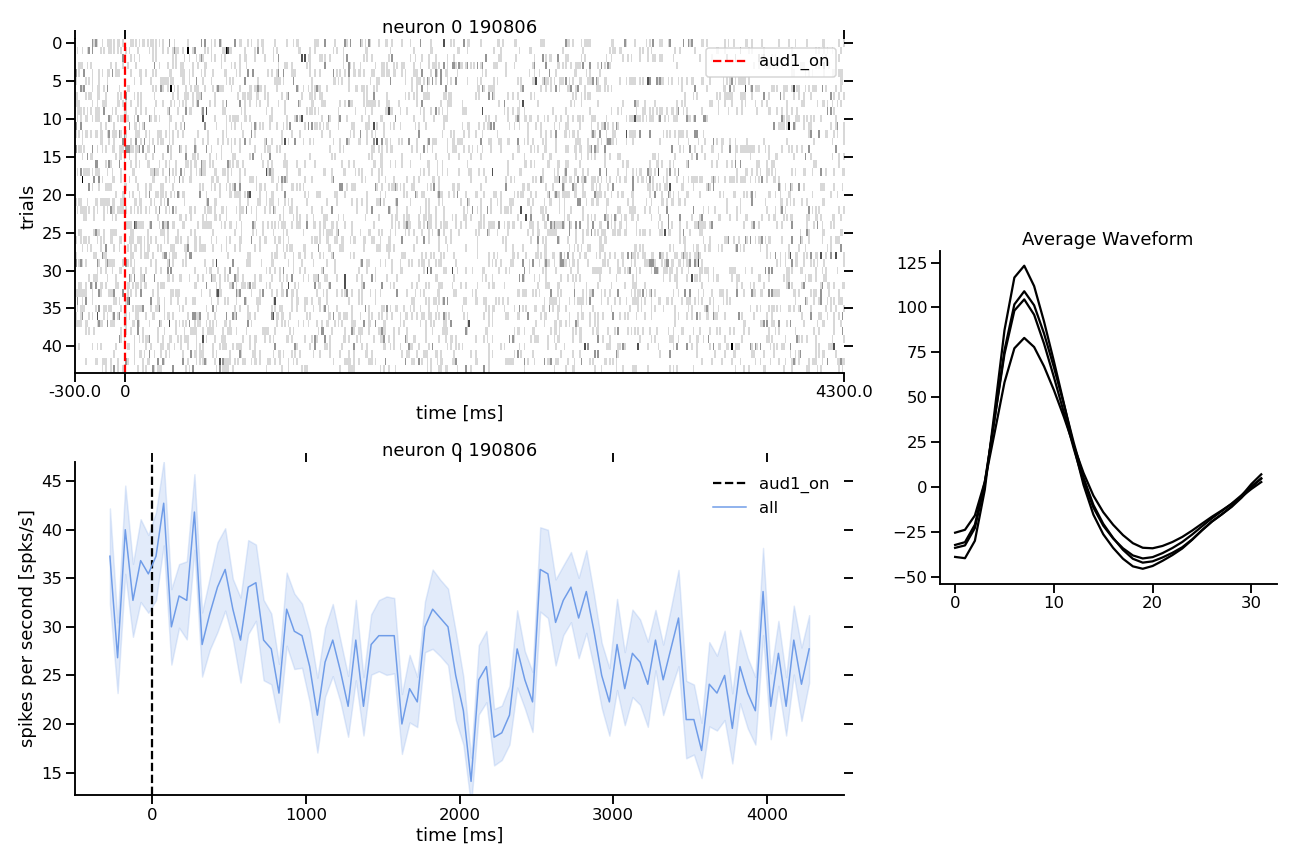 neuron 0 190806
aud1_on
0
5
10
15
20
25
30
35
40
trials
-300.0 0 4300.0
time [ms]
neuron 0 190806
aud1_on
all
45
40
35
30
25
20
15
spikes per second [spks/s]
0 1000 2000 3000 4000
time [ms]
Average Waveform
125
100
75
50
25
0
−25
−50
0 10 20 30